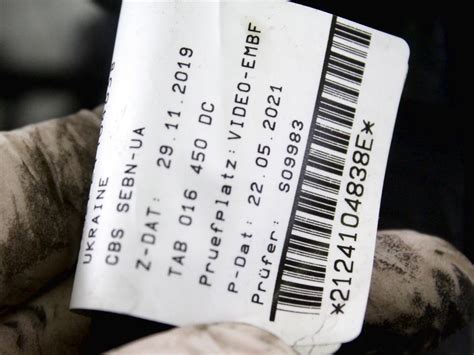 UKRAINE
CBS SEBN-UA
Z-DAT: 29.11.2019
TAB 016 450 DC
Pruefplatz: VIDEO-EMBF
P-Dat: 22.05.2021
Prüfer: S09983
*2124104838E*